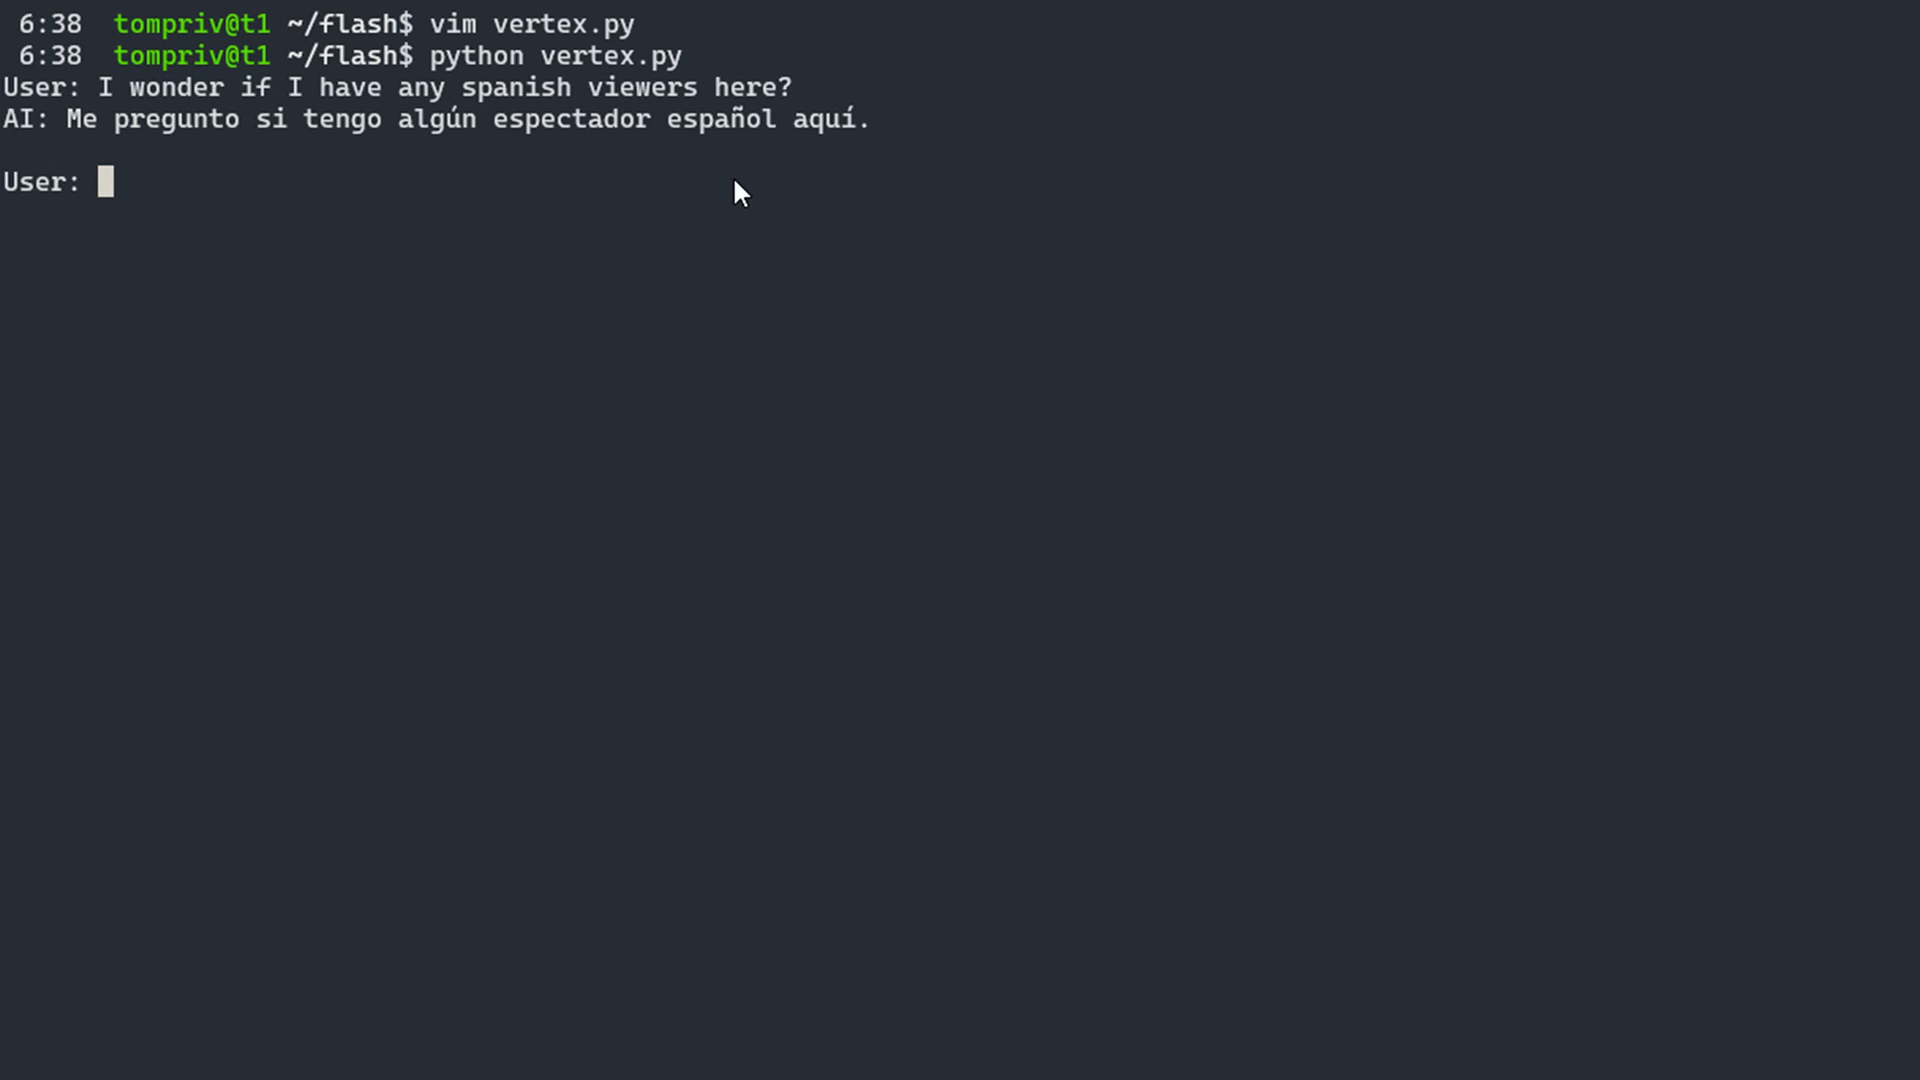 6:38 tompriv@t1 ~/flash$ vim vertex.py
6:38 tompriv@t1 ~/flash$ python vertex.py
User: I wonder if I have any spanish viewers here?
AI: Me pregunto si tengo algún espectador español aquí.
User: